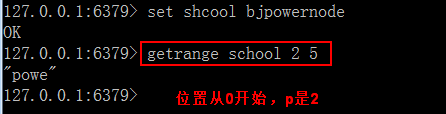 127.0.0.1:6379> set shcool bjpowernode
OK
127.0.0.1:6379> getrange school 2 5
"powe"
127.0.0.1:6379>
位置从0开始，p是2